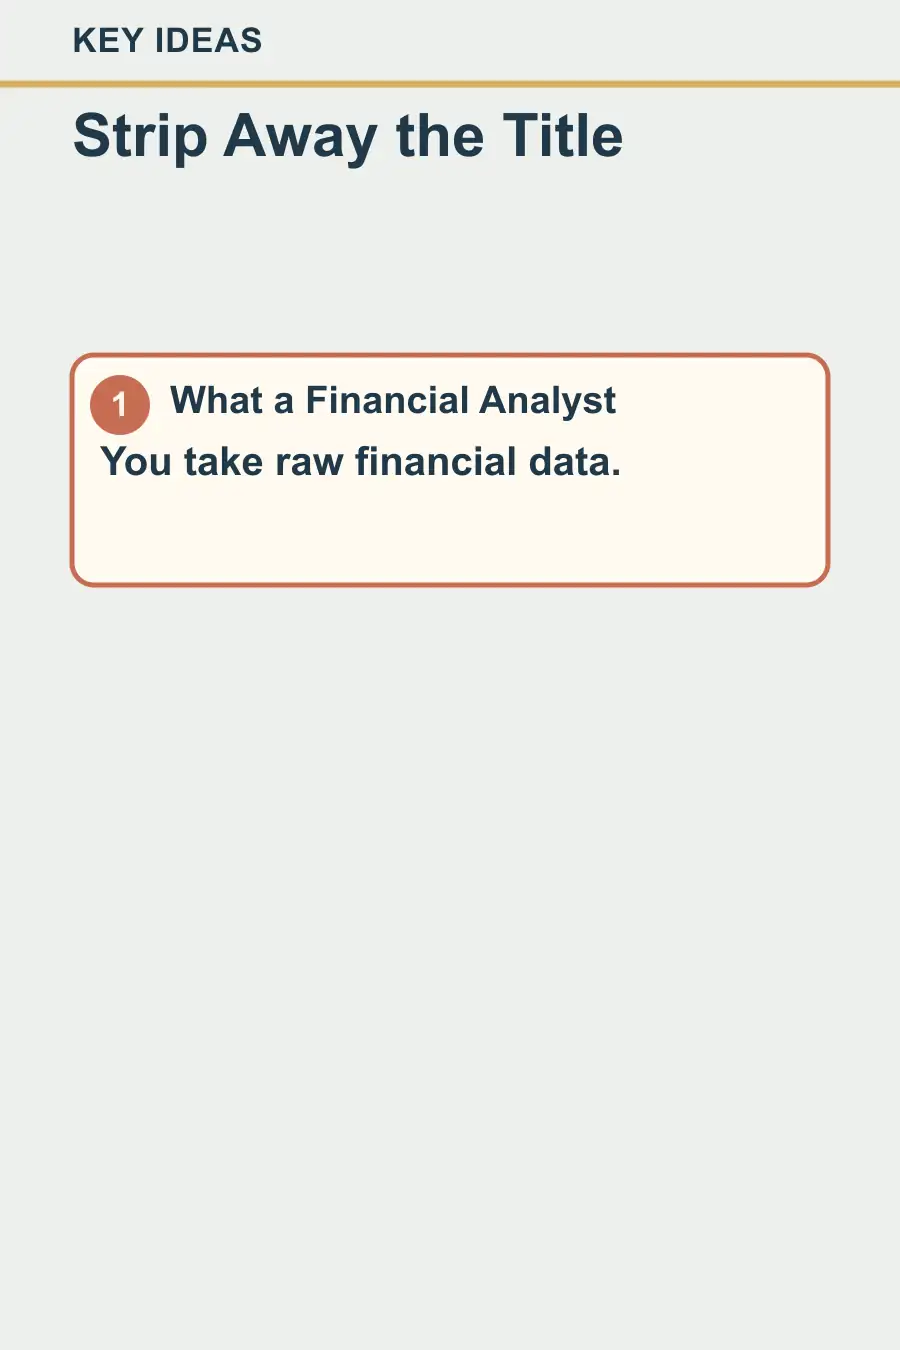 KEY IDEAS
Strip Away the Title
1 What a Financial Analyst
You take raw financial data.